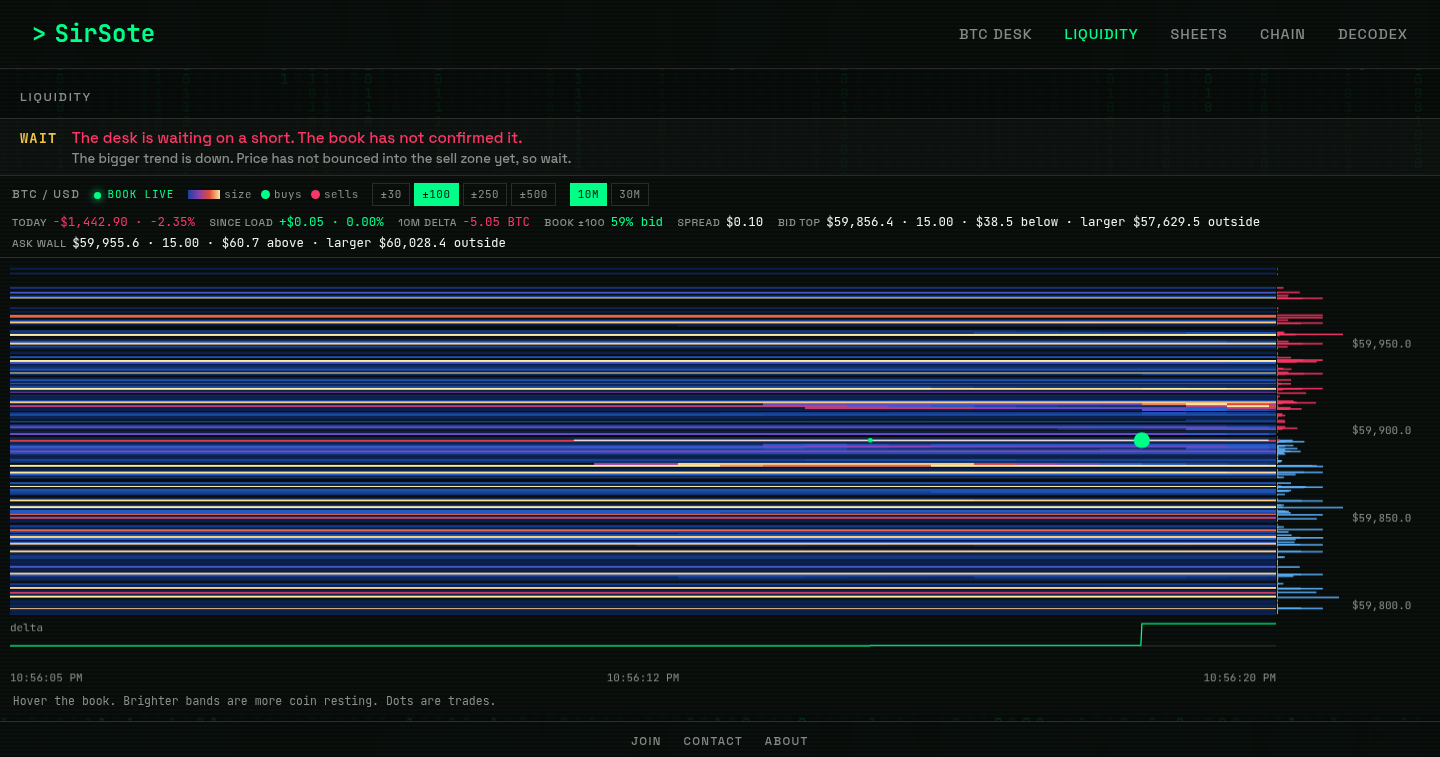 > SirSote
BTC DESK LIQUIDITY SHEETS CHAIN DECODEX
LIQUIDITY
WAIT The desk is waiting on a short. The book has not confirmed it.
The bigger trend is down. Price has not bounced into the sell zone yet, so wait.
BTC / USD BOOK LIVE size buys sells ±30 ±100 ±250 ±500 10M 30M
TODAY -$1,442.90 · -2.35% SINCE LOAD +$0.05 · 0.00% 10M DELTA -5.05 BTC BOOK ±100 59% bid SPREAD $0.10 BID TOP $59,856.4 · 15.00 · $38.5 below · larger $57,629.5 outside
ASK WALL $59,955.6 · 15.00 · $60.7 above · larger $60,028.4 outside
$59,950.0
$59,900.0
$59,850.0
$59,800.0
delta
10:56:05 PM 10:56:12 PM 10:56:20 PM
Hover the book. Brighter bands are more coin resting. Dots are trades.
JOIN CONTACT ABOUT